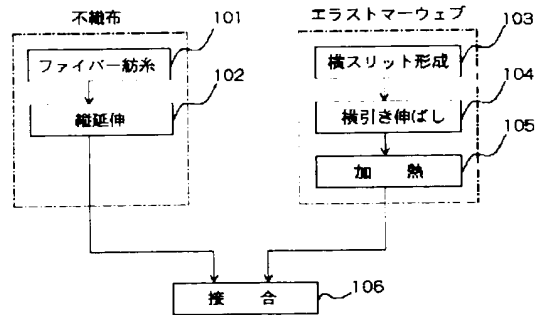 不織布
エラストマーウェブ
101
ファイバー紡糸
102
縦延伸
103
横スリット形成
104
横引き伸ばし
105
加 熱
接 合
106